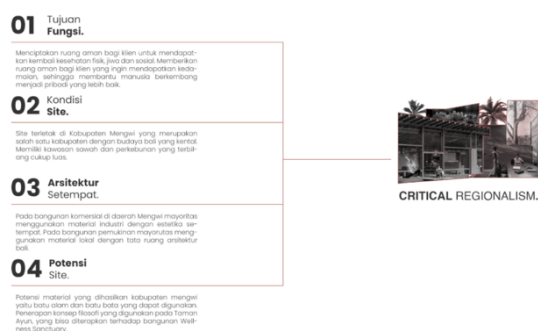 01 Tujuan
Fungsi.
Menciptakan ruang aman bagi klien untuk mendapat-
kan kembali kesehatan fisik, jiwa dan sosial. Memberikan
ruang aman bagi klien yang ingin mendapatkan keda-
maian, sehingga membantu manusia berkembang
menjadi pribadi yang lebih baik.
02 Kondisi
Site.
Site terletak di Kabupaten Mengwi yang merupakan
salah satu kabupaten dengan budaya bali yang kental.
Memiliki kawasan sawah dan perkebunan yang terbil-
ang cukup luas.
03 Arsitektur
Setempat.
Pada bangunan komersial di daerah Mengwi mayoritas
menggunakan material industri dengan estetika se-
tempat. Pada bangunan pemukinan mayorutas meng-
gunakan material lokal dengan tata ruang arsitektur
bali.
04 Potensi
Site.
Potensi material yang dihasilkan kabupaten mengwi
yaitu batu alam dan batu bata yang dapat digunakan.
Penerapan konsep filosofi yang digunakan pada Taman
Ayun, yang bisa diterapkan terhadap bangunan Well-
ness Sanctuary.
CRITICAL REGIONALISM.